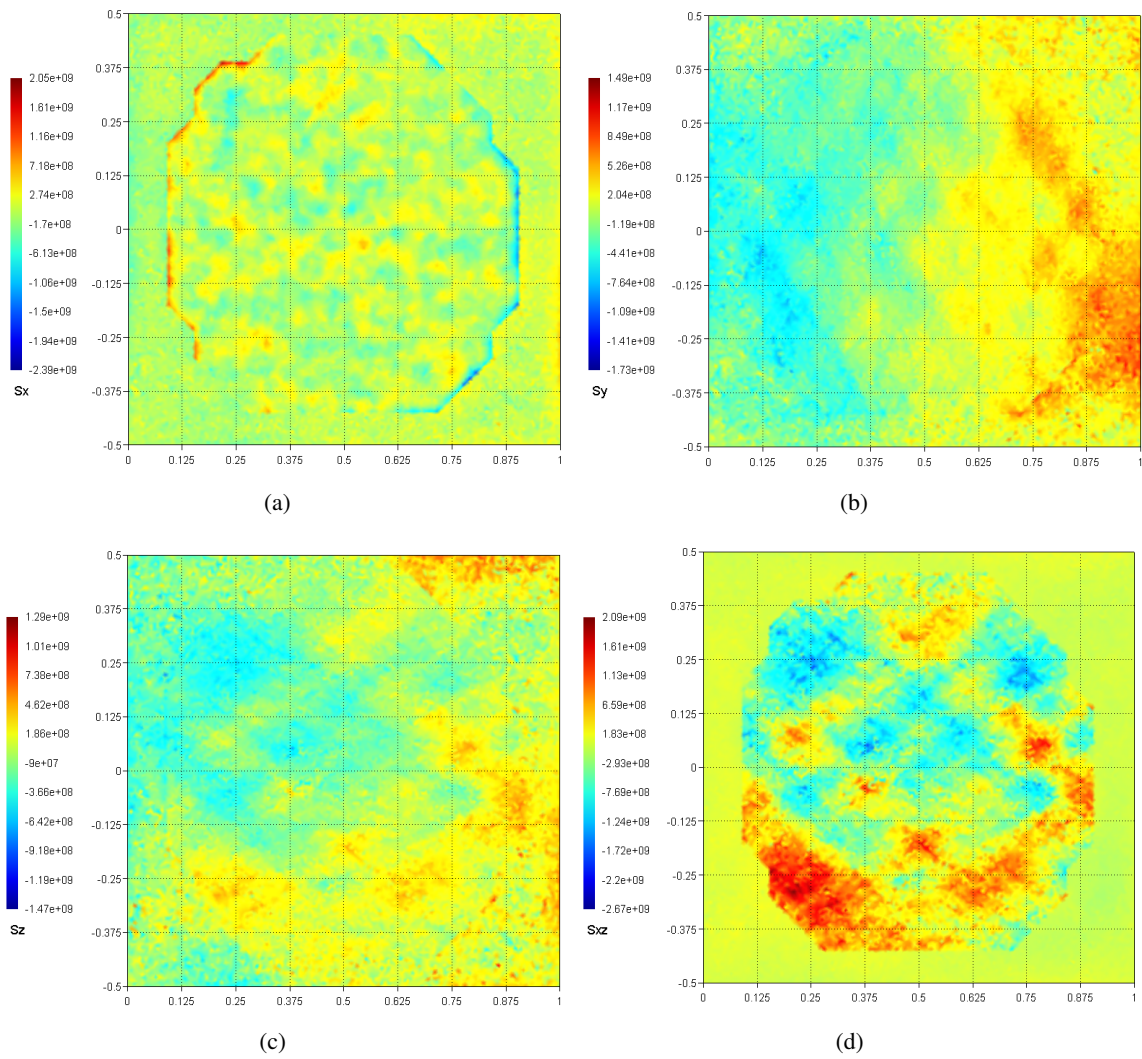 0.5
0.375
0.25
0.125
0
-0.125
-0.25
-0.375
-0.5
0 0.125 0.25 0.375 0.5 0.625 0.75 0.875 1
2.05e+09
1.61e+09
1.16e+09
7.18e+08
2.74e+08
-1.7e+08
-6.13e+08
-1.06e+09
-1.5e+09
-1.94e+09
-2.39e+09
Sx
(a)
0.5
0.375
0.25
0.125
0
-0.125
-0.25
-0.375
-0.5
0 0.125 0.25 0.375 0.5 0.625 0.75 0.875 1
1.49e+09
1.17e+09
8.49e+08
5.26e+08
2.04e+08
-1.19e+08
-4.41e+08
-7.64e+08
-1.09e+09
-1.41e+09
-1.73e+09
Sy
(b)
0.5
0.375
0.25
0.125
0
-0.125
-0.25
-0.375
-0.5
0 0.125 0.25 0.375 0.5 0.625 0.75 0.875 1
1.29e+09
1.01e+09
7.38e+08
4.62e+08
1.86e+08
-9e+07
-3.66e+08
-6.42e+08
-9.18e+08
-1.19e+09
-1.47e+09
Sz
(c)
0.5
0.375
0.25
0.125
0
-0.125
-0.25
-0.375
-0.5
0 0.125 0.25 0.375 0.5 0.625 0.75 0.875 1
2.09e+09
1.61e+09
1.13e+09
6.59e+08
1.83e+08
-2.93e+08
-7.69e+08
-1.24e+09
-1.72e+09
-2.2e+09
-2.67e+09
Sxz
(d)